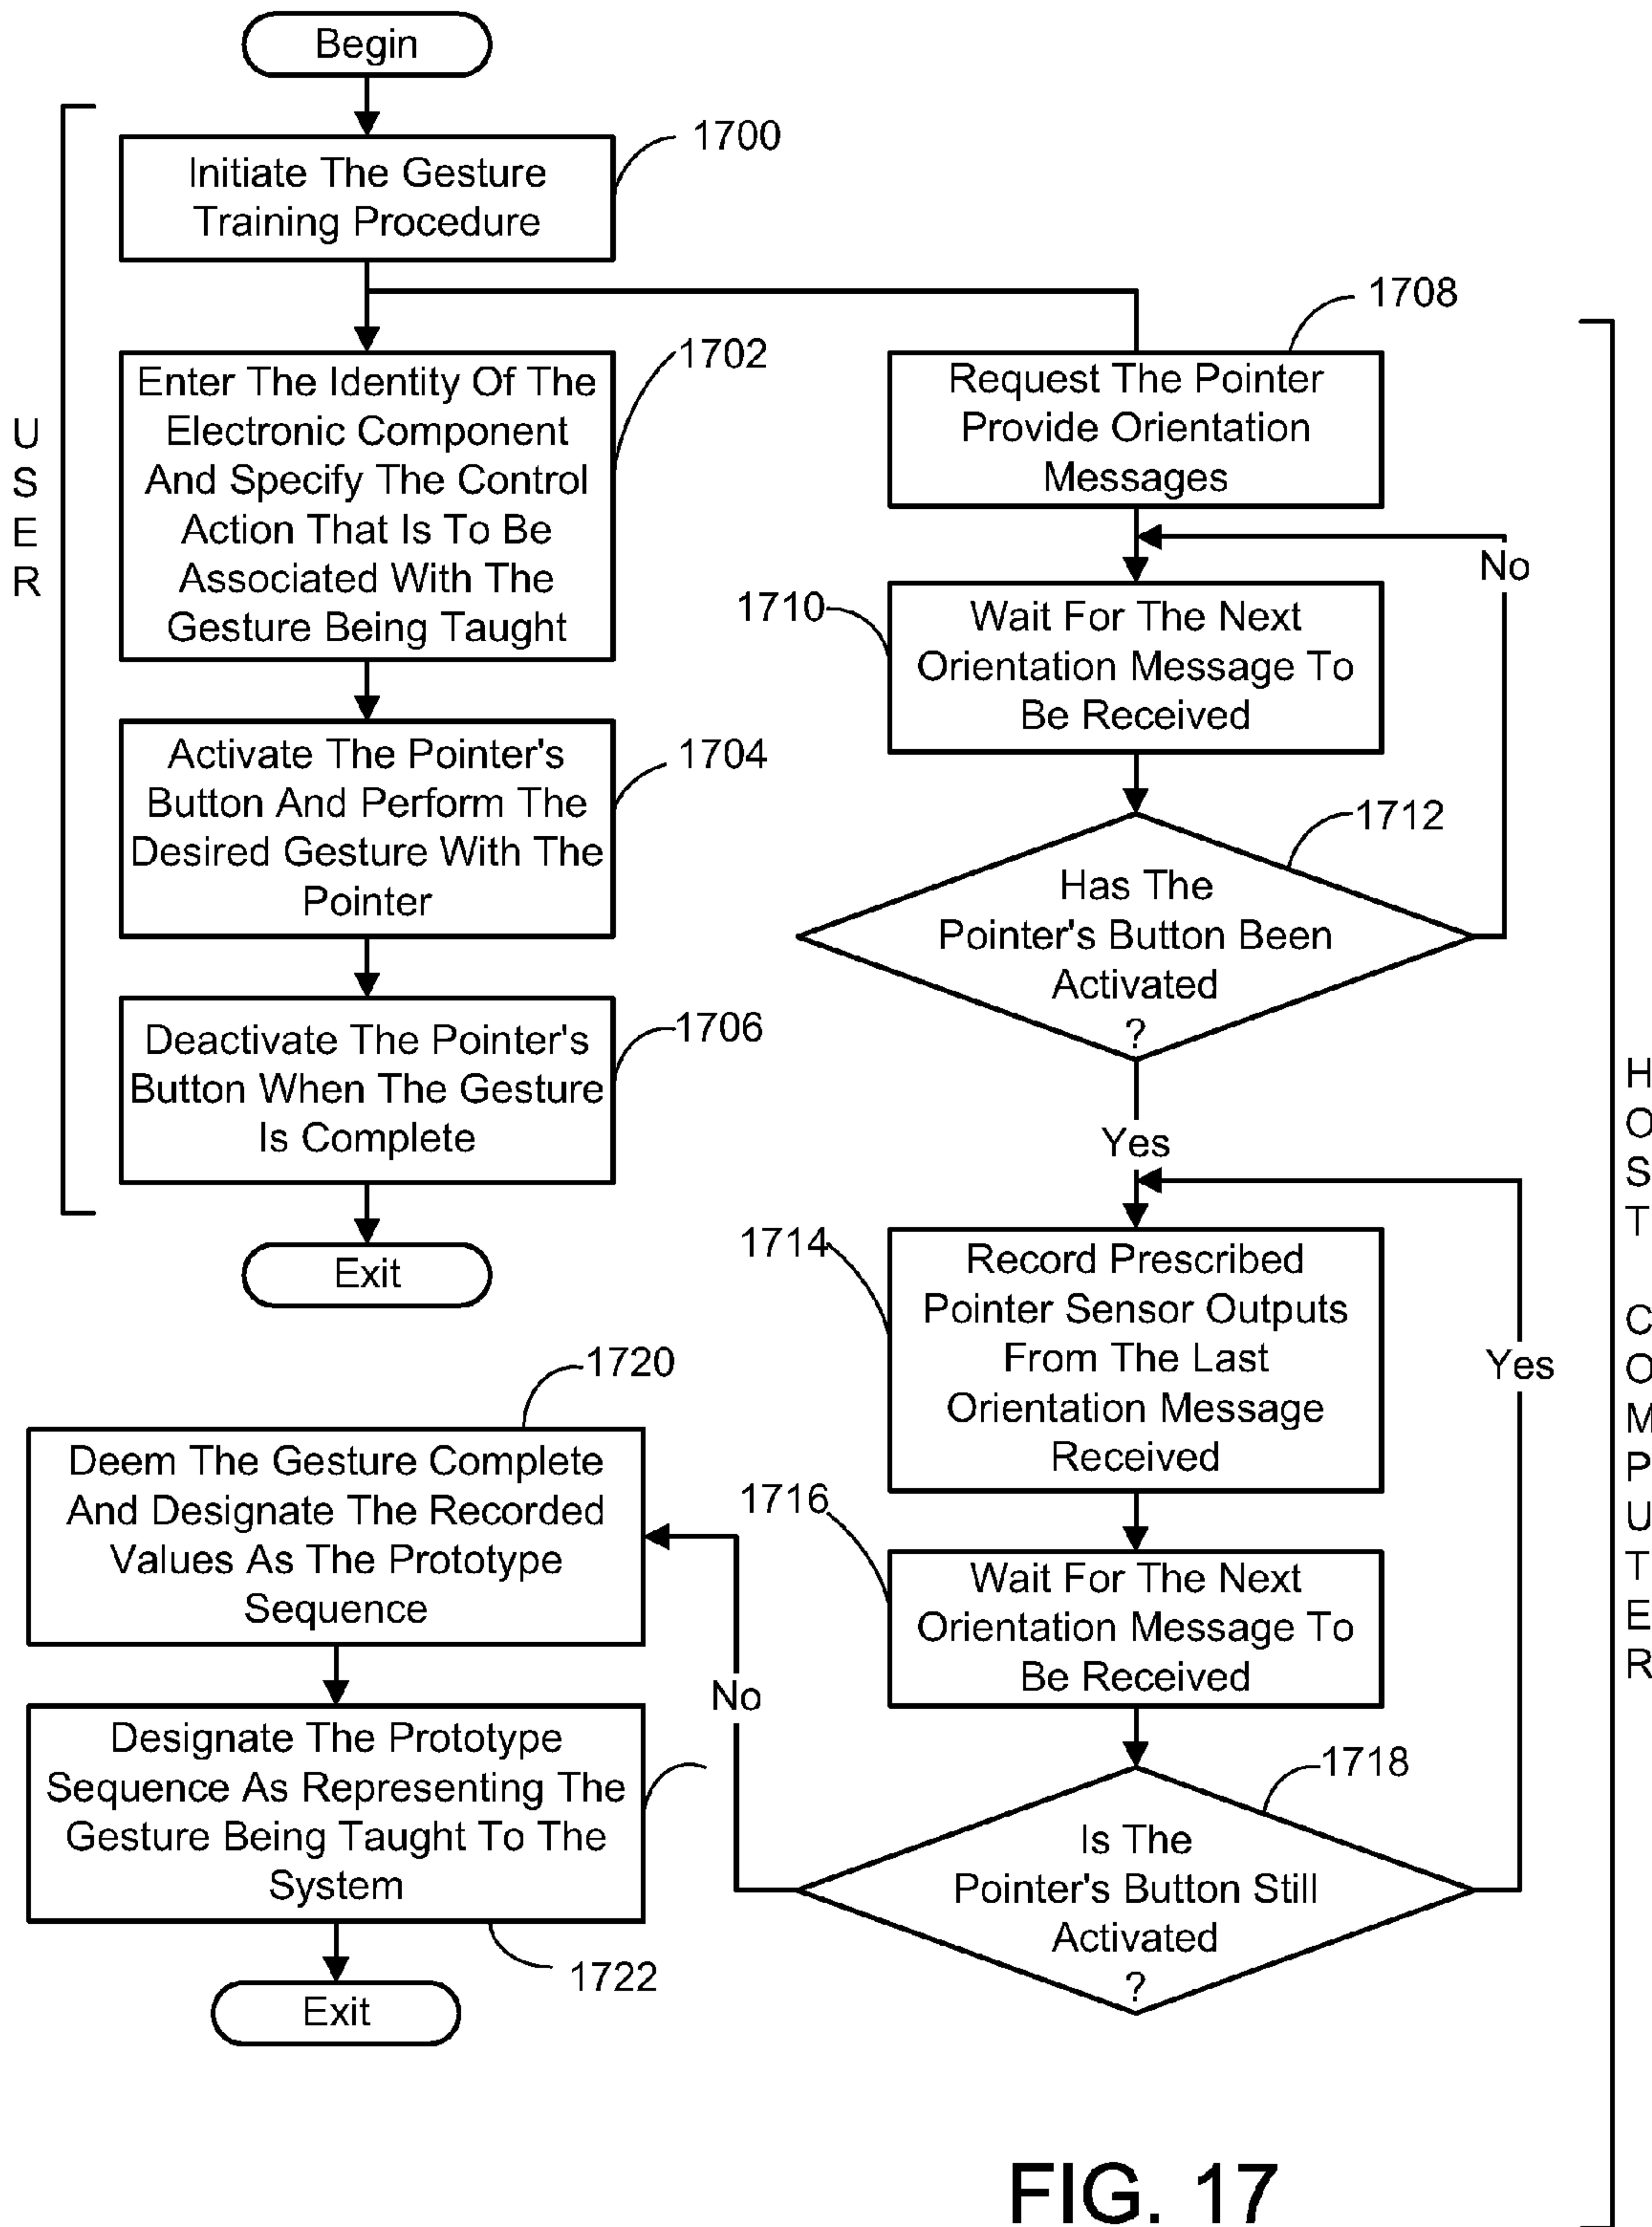 Begin
1700
Initiate The Gesture
Training Procedure
USER
1702
Enter The Identity Of The
Electronic Component
And Specify The Control
Action That Is To Be
Associated With The
Gesture Being Taught
1704
Activate The Pointer's
Button And Perform The
Desired Gesture With The
Pointer
1706
Deactivate The Pointer's
Button When The Gesture
Is Complete
Exit
1708
Request The Pointer
Provide Orientation
Messages
No
1710
Wait For The Next
Orientation Message To
Be Received
1712
Has The
Pointer's Button Been
Activated
?
Yes
HOST COMPUTER
1714
Record Prescribed
Pointer Sensor Outputs
From The Last
Orientation Message
Received
Yes
1716
Wait For The Next
Orientation Message To
Be Received
1718
Is The
Pointer's Button Still
Activated
?
No
1720
Deem The Gesture Complete
And Designate The Recorded
Values As The Prototype
Sequence
Designate The Prototype
Sequence As Representing The
Gesture Being Taught To The
System
1722
Exit
FIG. 17